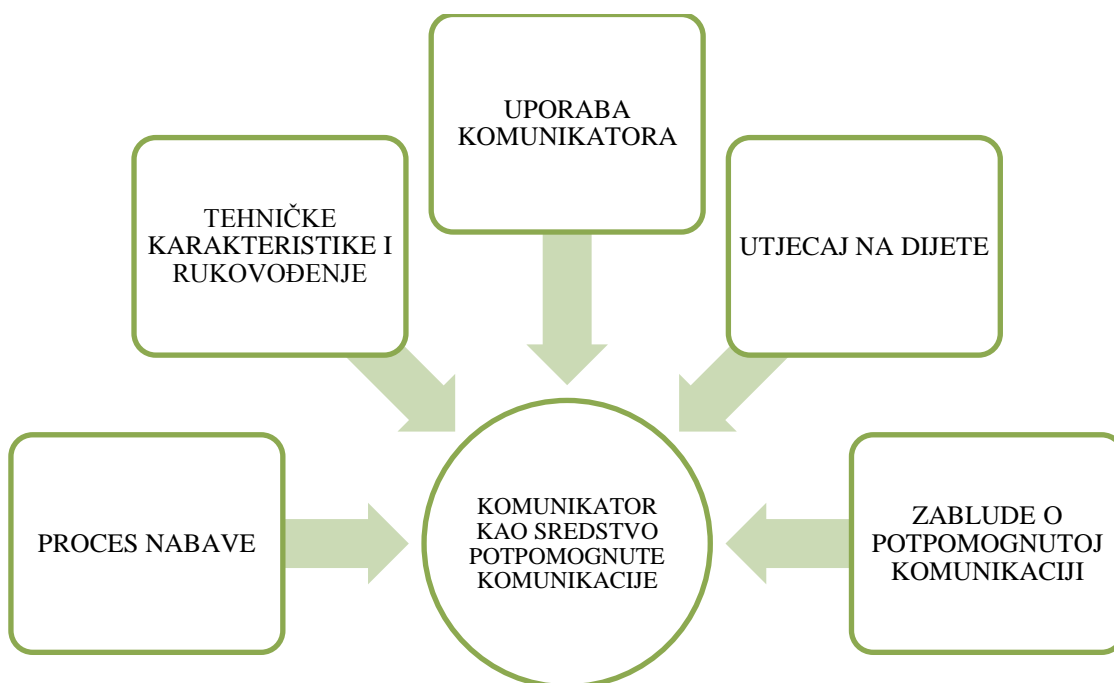 UPORABA
KOMUNIKATORA
TEHNIČKE
KARAKTERISTIKE I
RUKOVOĐENJE
UTJECAJ NA DIJETE
PROCES NABAVE
KOMUNIKATOR
KAO SREDSTVO
POTPOMOGNUTE
KOMUNIKACIJE
ZABLUDE O
POTPOMOGNUTOJ
KOMUNIKACIJI